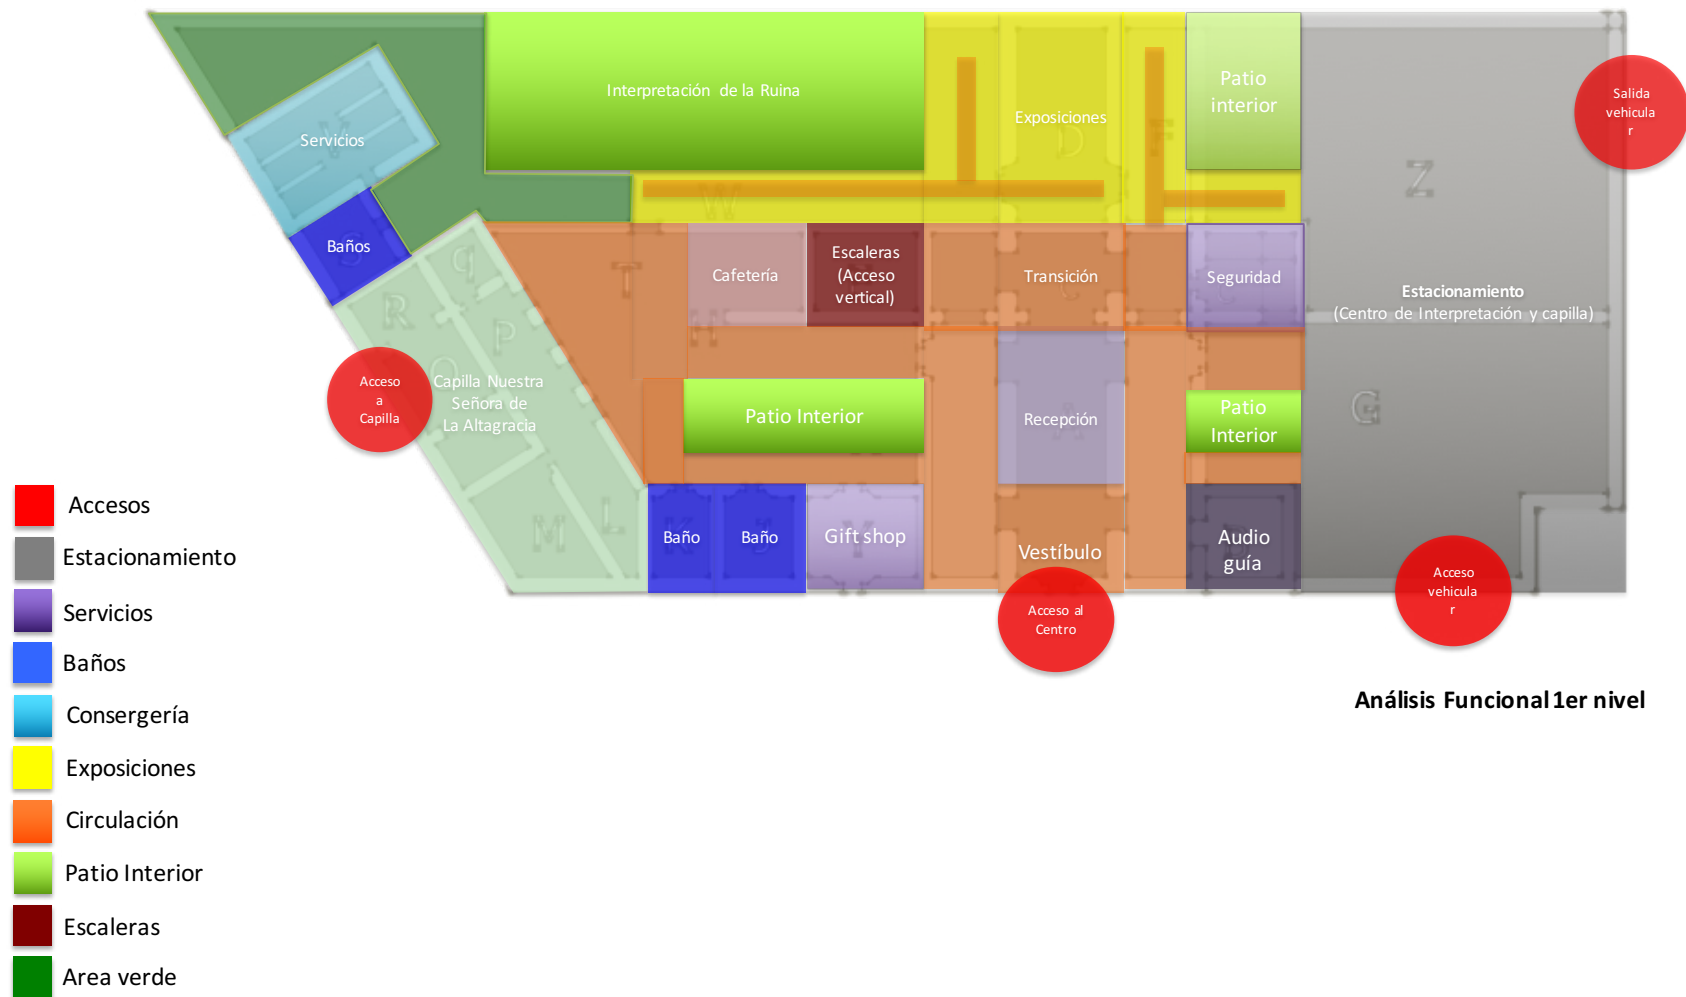 Interpretación de la Ruina
Patio
interior
Salida
vehicula
r
Servicios
Exposiciones
Z
D
F
W
Baños
S
Cafetería
Escaleras
(Acceso
vertical)
Transición
Seguridad
Estacionamiento
(Centro de Interpretación y capilla)
T
H
q
R
P
O
Acceso
a
Capilla
Capilla Nuestra
Señora de
La Altagracia
Patio Interior
Recepción
Patio
Interior
G
M
L
Baño
K
Baño
J
Gift shop
Y
Vestíbulo
Audio
guía
Acceso al
Centro
Acceso
vehicula
r
Accesos
Estacionamiento
Servicios
Baños
Consergería
Exposiciones
Circulación
Patio Interior
Escaleras
Area verde
Análisis Funcional 1er nivel